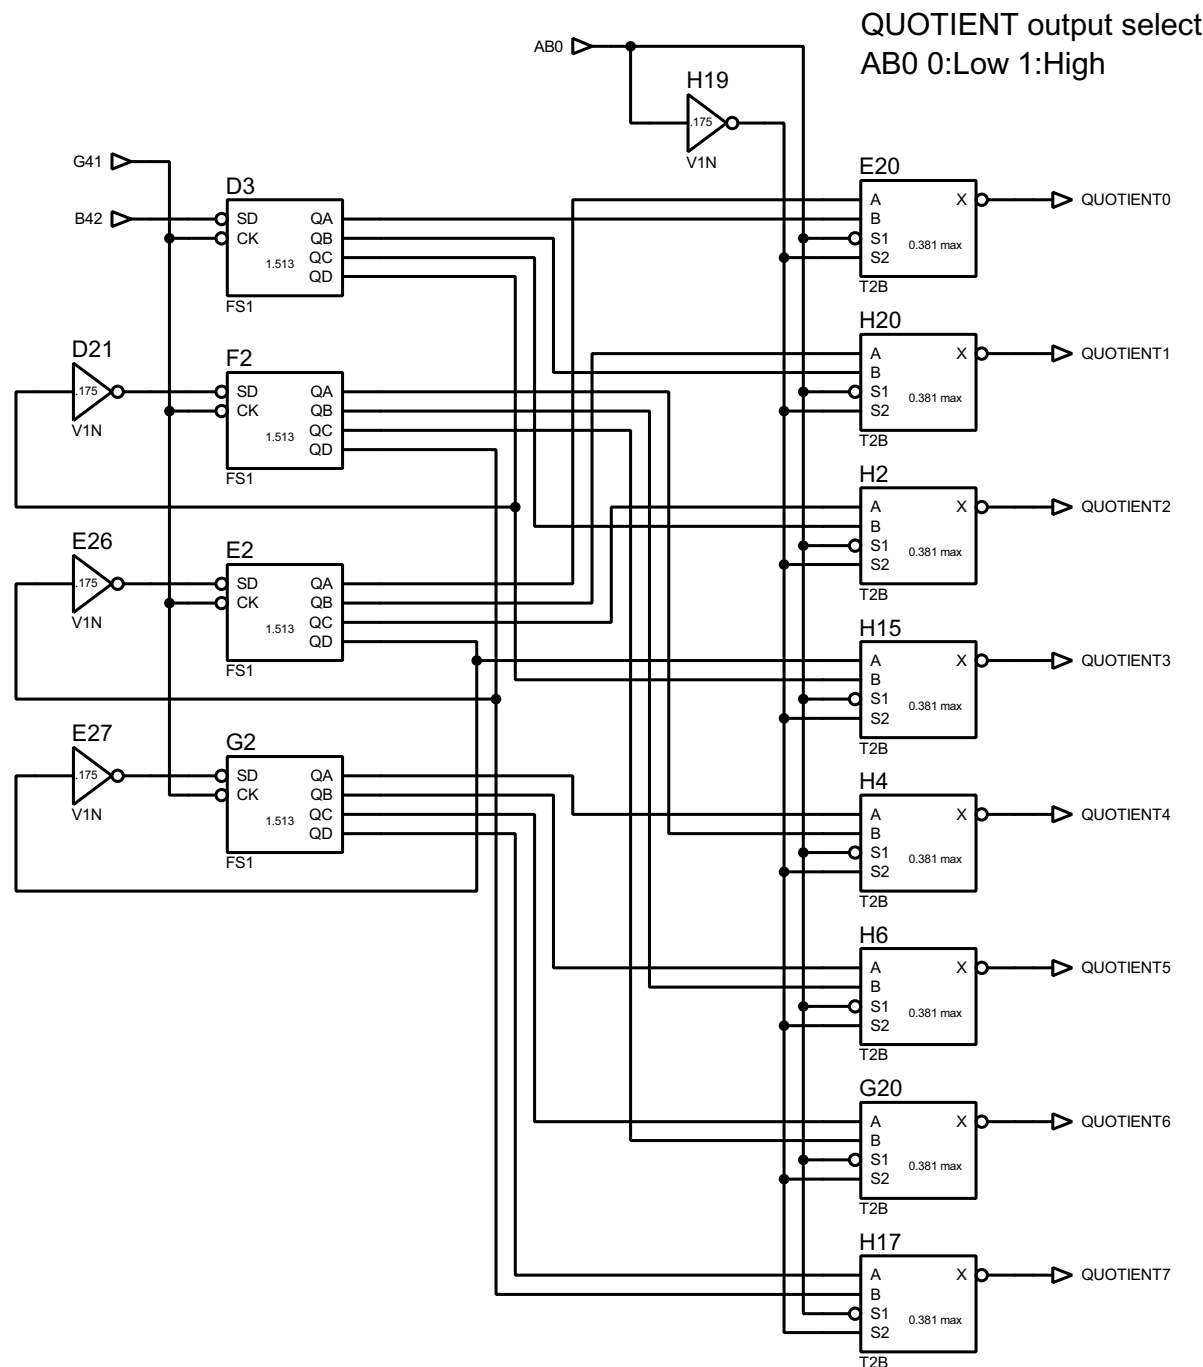 QUOTIENT output select
AB0 0:Low 1:High
AB0
H19
.175
V1N
G41
B42
D3
SD QA
CK QB
QC
1.513
QD
FS1
D21
.175
V1N
F2
SD QA
CK QB
QC
1.513
QD
FS1
E26
.175
V1N
E2
SD QA
CK QB
QC
1.513
QD
FS1
E27
.175
V1N
G2
SD QA
CK QB
QC
1.513
QD
FS1
E20
A X
B
S1
0.381 max
S2
T2B
QUOTIENT0
H20
A X
B
S1
0.381 max
S2
T2B
QUOTIENT1
H2
A X
B
S1
0.381 max
S2
T2B
QUOTIENT2
H15
A X
B
S1
0.381 max
S2
T2B
QUOTIENT3
H4
A X
B
S1
0.381 max
S2
T2B
QUOTIENT4
H6
A X
B
S1
0.381 max
S2
T2B
QUOTIENT5
G20
A X
B
S1
0.381 max
S2
T2B
QUOTIENT6
H17
A X
B
S1
0.381 max
S2
T2B
QUOTIENT7